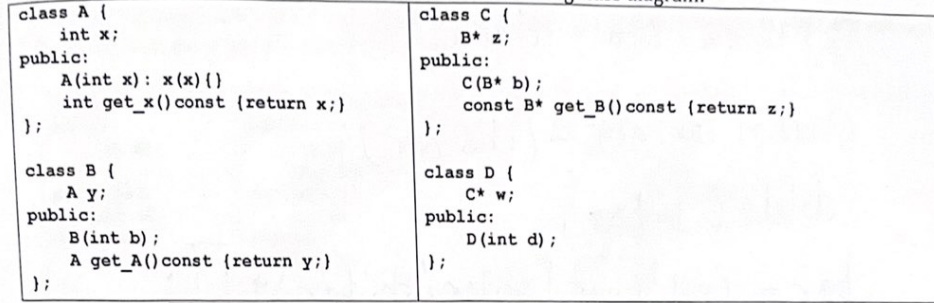 diagram.
class A {
int x;
public:
A(int x) : x(x){}
int get_x()const {return x;}
};
class B {
A y;
public:
B(int b);
A get_A()const {return y;}
};
class C {
B* z;
public:
C(B* b);
const B* get_B()const {return z;}
};
class D {
C* w;
public:
D(int d);
};